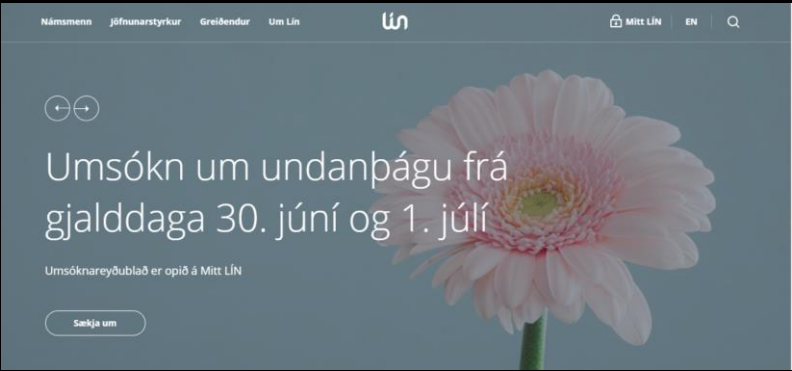 Námsmenn Jöfnunarstyrkur Greiðendur Um Lín lín Mitt LÍN EN
Umsókn um undanþágu frá
gjalddaga 30. júní og 1. júlí
Umsóknareyðublað er opið á Mitt LÍN
Sækja um